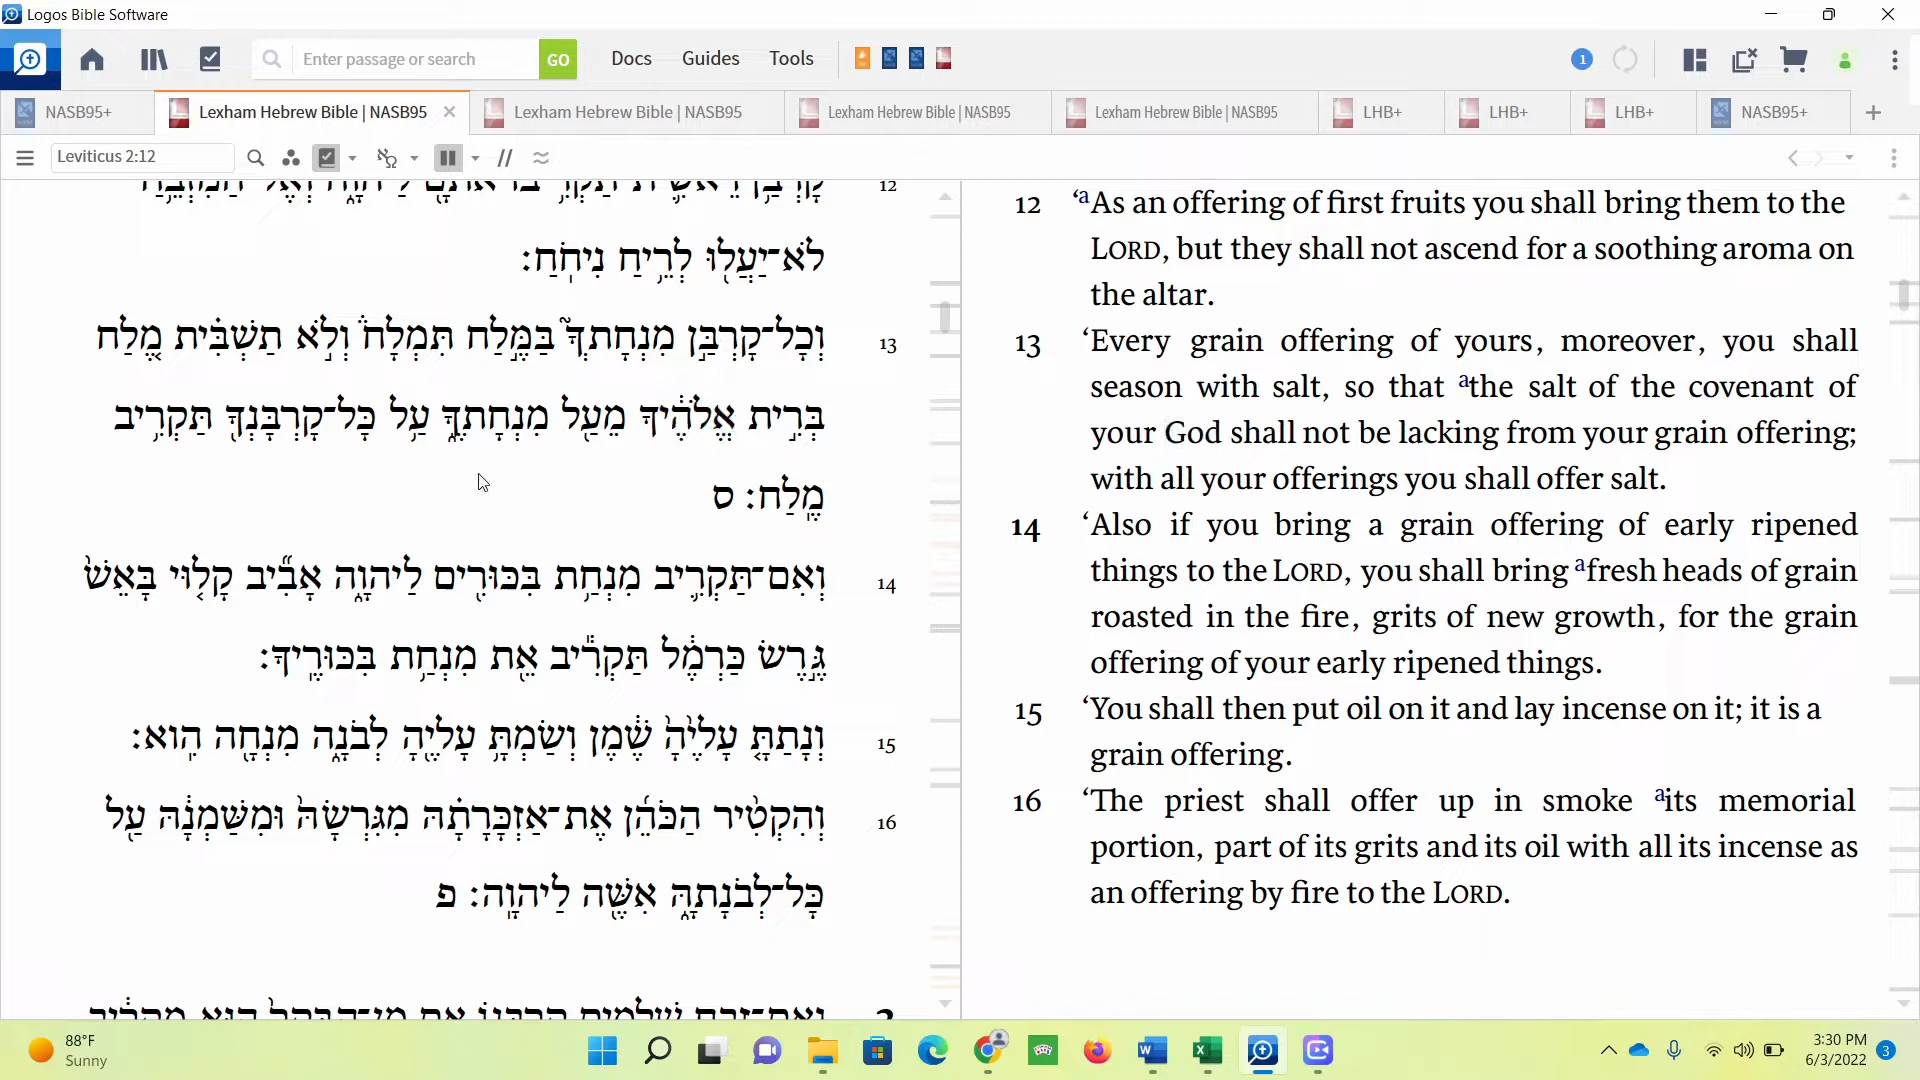 Logos Bible Software
Enter passage or search
GO
Docs
Guides
Tools
1
NASB95+
Lexham Hebrew Bible | NASB95
Lexham Hebrew Bible | NASB95
Lexham Hebrew Bible | NASB95
Lexham Hebrew Bible | NASB95
LHB+
LHB+
LHB+
NASB95+
Leviticus 2:12
12
לֹא־יַעֲל֖וּ לְרֵ֥יחַ נִיחֹֽחַ׃
13 וְכָל־קָרְבַּ֣ן מִנְחָתְךָ֮ בַּמֶּ֣לַח תִּמְלָח֒ וְלֹ֣א תַשְׁבִּ֗ית מֶ֚לַח
בְּרִ֣ית אֱלֹהֶ֔יךָ מֵעַ֖ל מִנְחָתֶ֑ךָ עַ֥ל כָּל־קָרְבָּנְךָ֖ תַּקְרִ֥יב
מֶֽלַח׃ ס
14 וְאִם־תַּקְרִ֛יב מִנְחַ֥ת בִּכּוּרִ֖ים לַיהוָ֑ה אָבִ֞יב קָל֤וּי בָּאֵשׁ֙
גֶּ֣רֶשׂ כַּרְמֶ֔ל תַּקְרִ֕יב אֵ֖ת מִנְחַ֥ת בִּכּוּרֶֽיךָ׃
15 וְנָתַתָּ֤ עָלֶ֙יהָ֙ שֶׁ֔מֶן וְשַׂמְתָּ֥ עָלֶ֖יהָ לְבֹנָ֑ה מִנְחָ֖ה הִֽוא׃
16 וְהִקְטִ֨יר הַכֹּהֵ֜ן אֶת־אַזְכָּרָתָ֗הּ מִגִּרְשָׂהּ֙ וּמִשַּׁמְנָ֔הּ עַ֖ל
כָּל־לְבֹנָתָ֑הּ אִשֶּׁ֖ה לַיהוָֽה׃ פ
12 ‘ᵃAs an offering of first fruits you shall bring them to the
LORD, but they shall not ascend for a soothing aroma on
the altar.
13 ‘Every grain offering of yours, moreover, you shall
season with salt, so that ᵃthe salt of the covenant of
your God shall not be lacking from your grain offering;
with all your offerings you shall offer salt.
14 ‘Also if you bring a grain offering of early ripened
things to the LORD, you shall bring ᵃfresh heads of grain
roasted in the fire, grits of new growth, for the grain
offering of your early ripened things.
15 ‘You shall then put oil on it and lay incense on it; it is a
grain offering.
16 ‘The priest shall offer up in smoke ᵃits memorial
portion, part of its grits and its oil with all its incense as
an offering by fire to the LORD.
88°F
Sunny
3:30 PM
6/3/2022
3